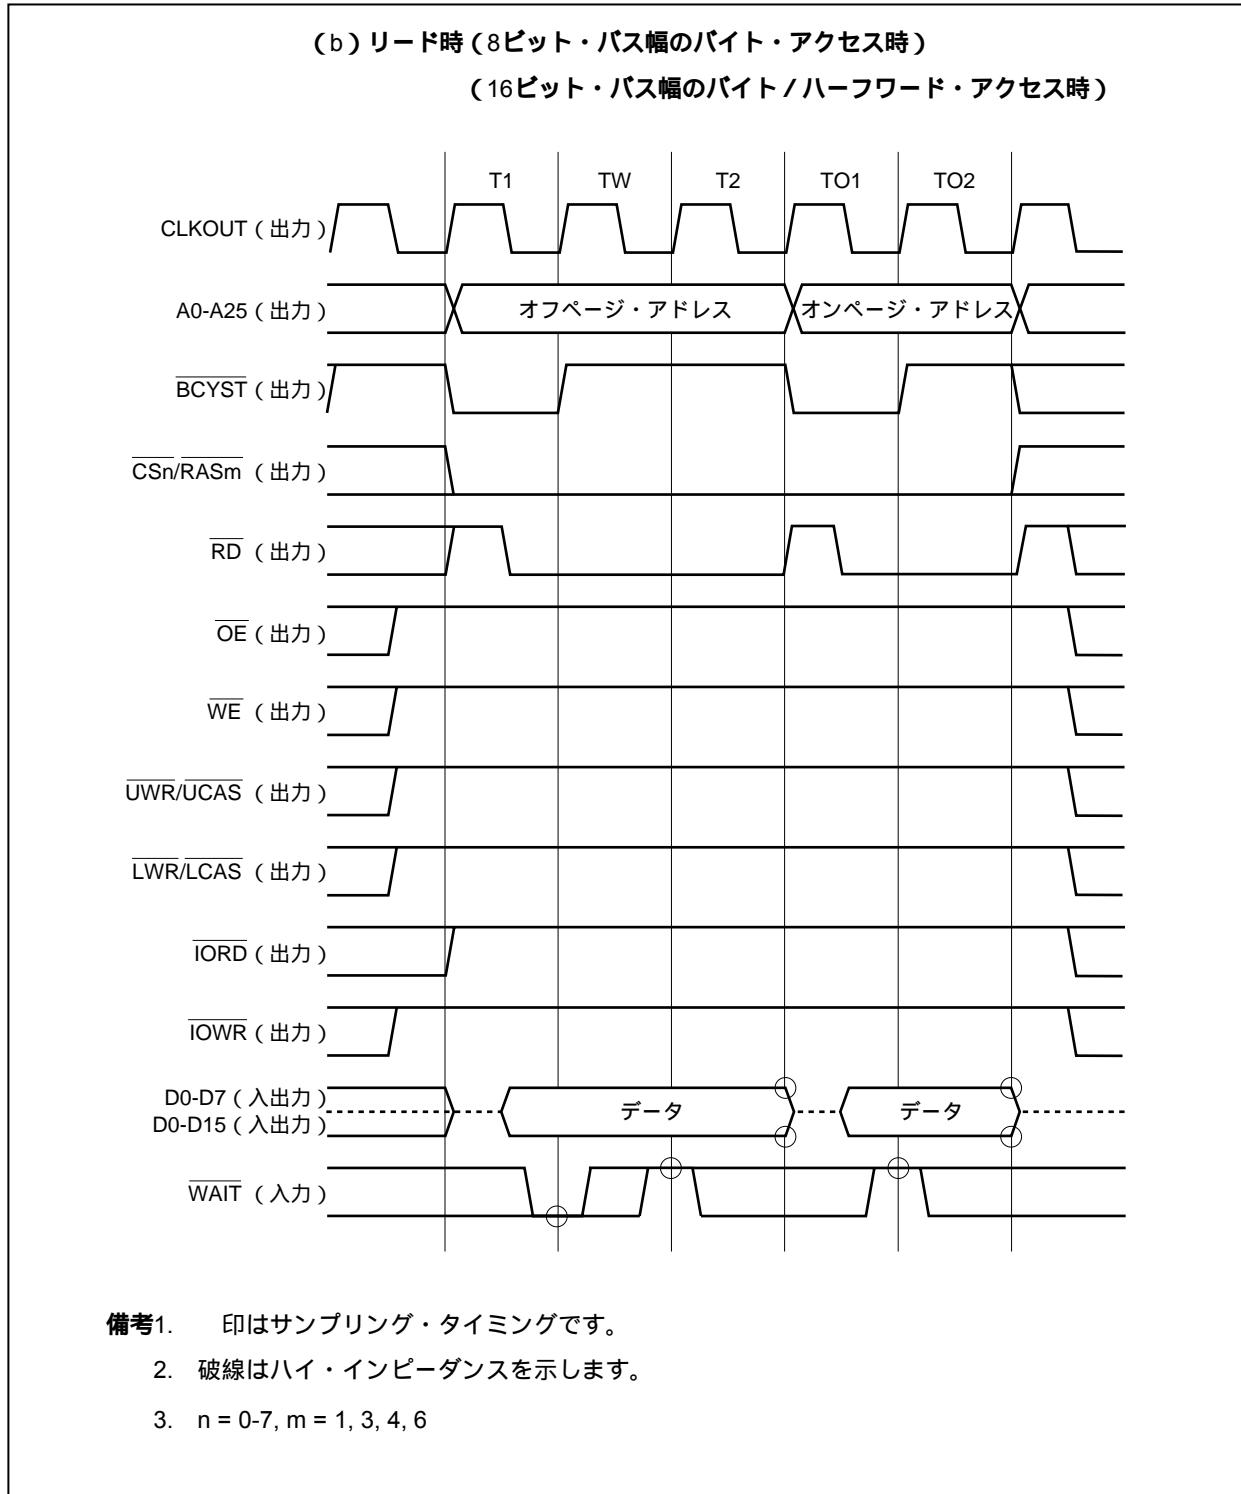 （b）リード時（8ビット・バス幅のバイト・アクセス時）
（16ビット・バス幅のバイト／ハーフワード・アクセス時）
T1 TW T2 TO1 TO2
CLKOUT（出力）
A0-A25（出力） オフページ・アドレス オンページ・アドレス
BCYST（出力）
CSn/RASm（出力）
RD（出力）
OE（出力）
WE（出力）
UWR/UCAS（出力）
LWR/LCAS（出力）
IORD（出力）
IOWR（出力）
D0-D7（入出力）
データ データ
D0-D15（入出力）
WAIT（入力）
備考1. 印はサンプリング・タイミングです。
2. 破線はハイ・インピーダンスを示します。
3. n = 0-7, m = 1, 3, 4, 6